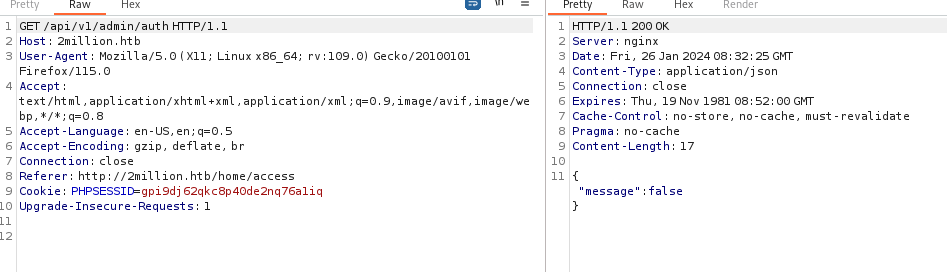 Pretty Raw Hex \n
1 GET /api/v1/admin/auth HTTP/1.1
2 Host: 2million.htb
3 User-Agent: Mozilla/5.0 (X11; Linux x86_64; rv:109.0) Gecko/20100101
Firefox/115.0
4 Accept:
text/html,application/xhtml+xml,application/xml;q=0.9,image/avif,image/we
bp,*/*;q=0.8
5 Accept-Language: en-US,en;q=0.5
6 Accept-Encoding: gzip, deflate, br
7 Connection: close
8 Referer: http://2million.htb/home/access
9 Cookie: PHPSESSID=gpi9dj62qkc8p40de2nq76a1iq
10 Upgrade-Insecure-Requests: 1
11
12
Pretty Raw Hex Render
1 HTTP/1.1 200 OK
2 Server: nginx
3 Date: Fri, 26 Jan 2024 08:32:25 GMT
4 Content-Type: application/json
5 Connection: close
6 Expires: Thu, 19 Nov 1981 08:52:00 GMT
7 Cache-Control: no-store, no-cache, must-revalidate
8 Pragma: no-cache
9 Content-Length: 17
10
11 {
"message":false
}